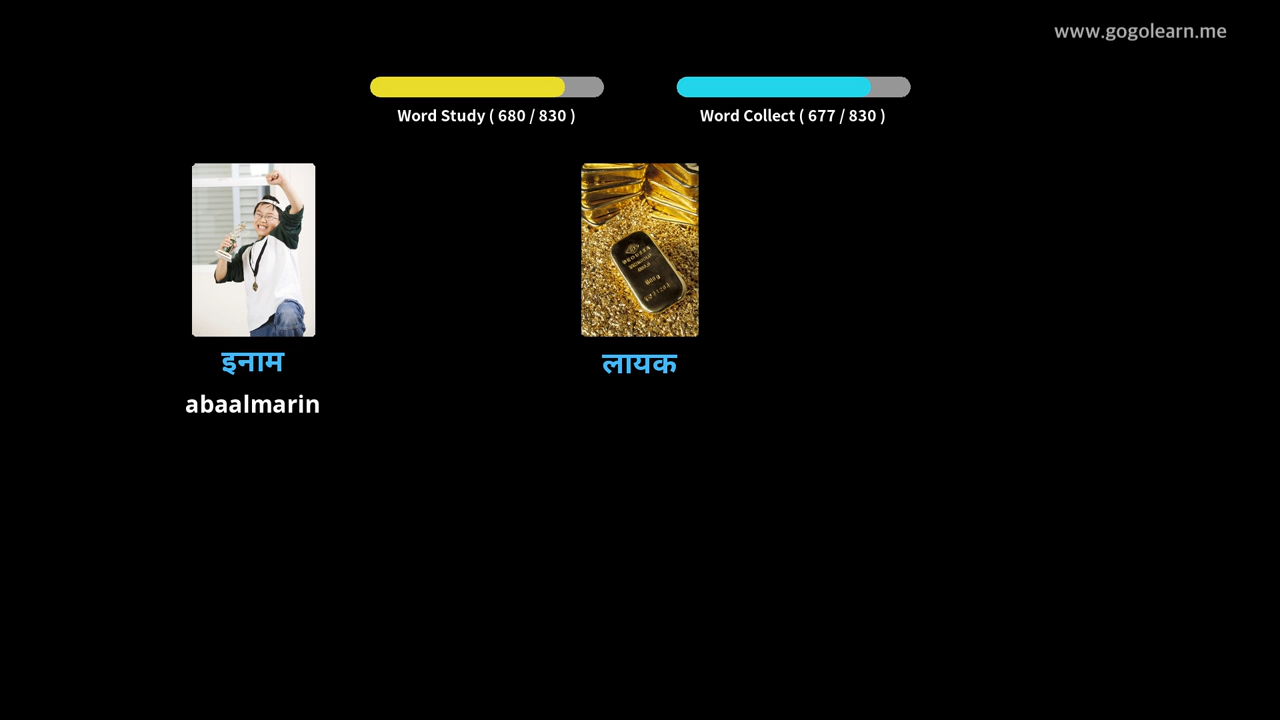 www.gogolearn.me
Word Study ( 680 / 830 )
Word Collect ( 677 / 830 )
इनाम
लायक
abaalmarin